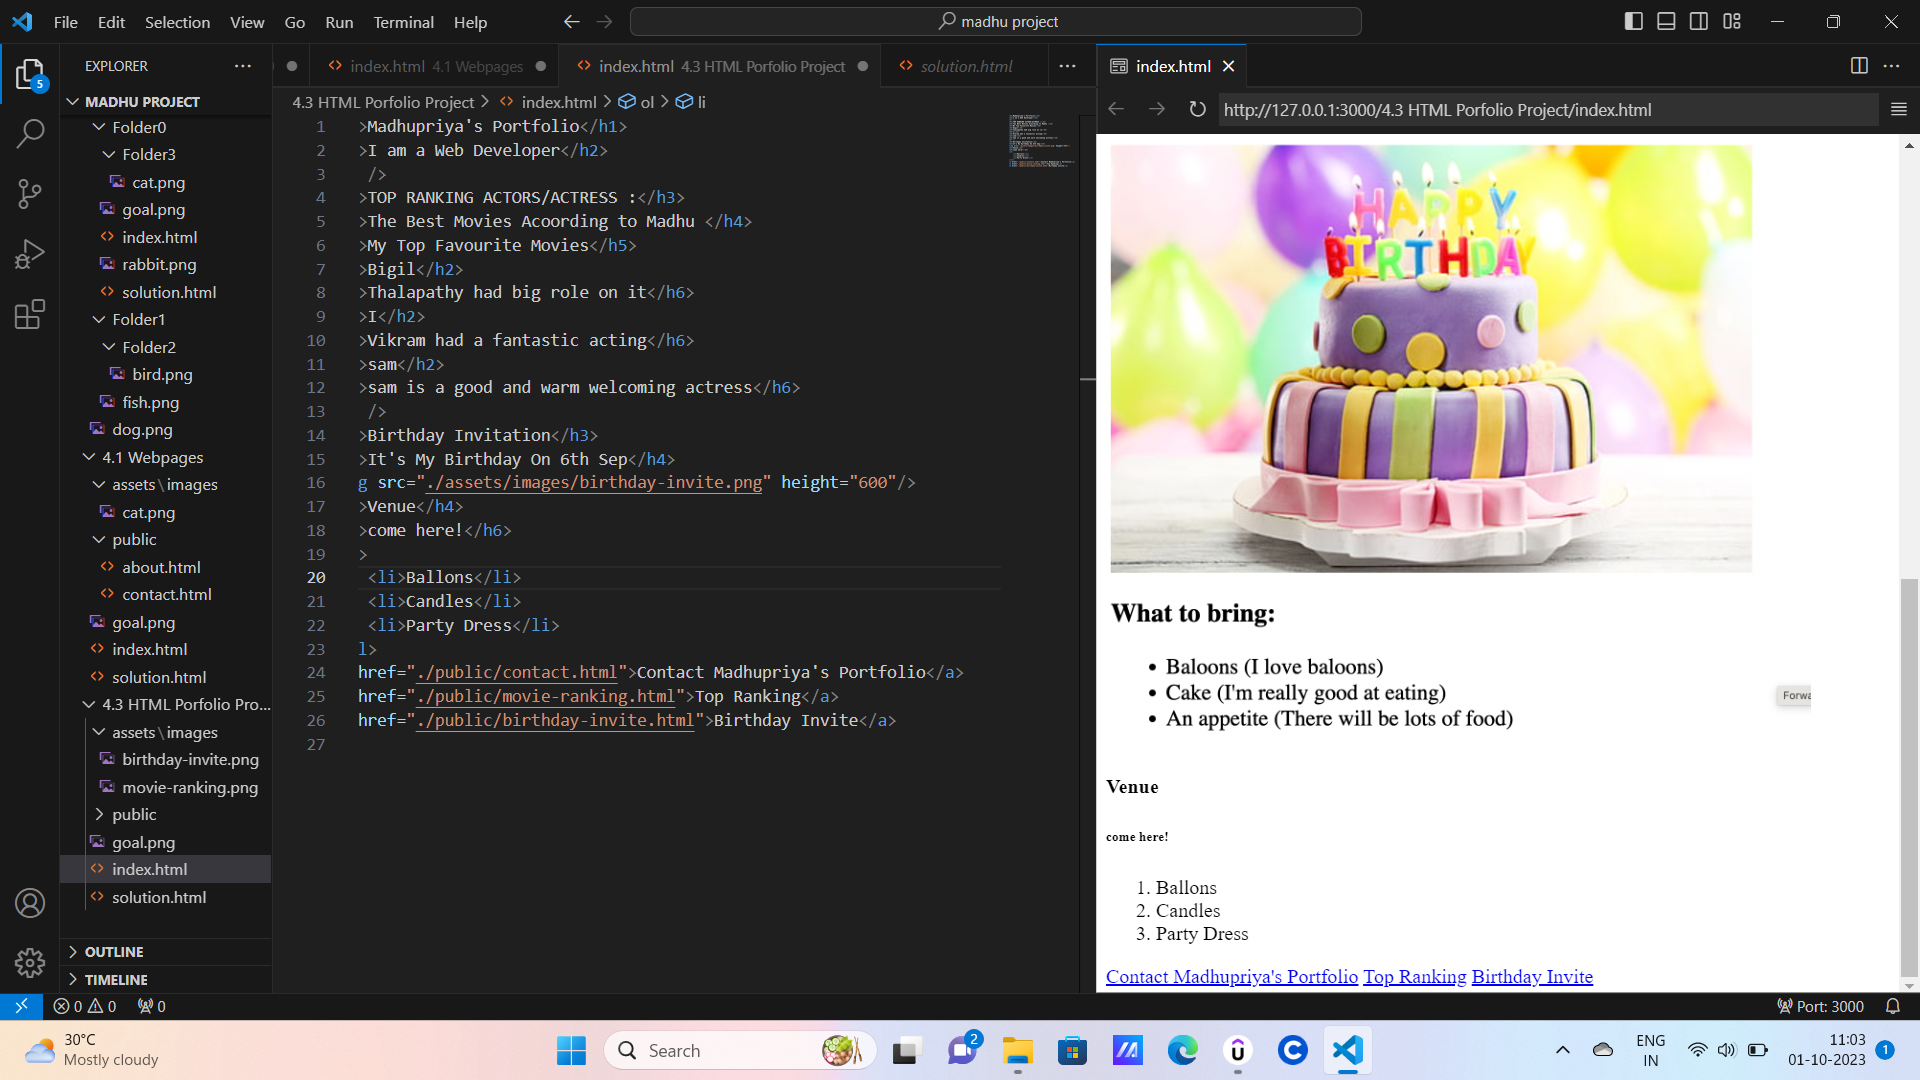 File Edit Selection View Go Run Terminal Help
madhu project
EXPLORER
index.html 4.1 Webpages
index.html 4.3 HTML Porfolio Project
solution.html
index.html
MADHU PROJECT
Folder0
Folder3
cat.png
goal.png
index.html
rabbit.png
solution.html
Folder1
Folder2
bird.png
fish.png
dog.png
4.1 Webpages
assets\images
cat.png
public
about.html
contact.html
goal.png
index.html
solution.html
4.3 HTML Porfolio Pro...
assets\images
birthday-invite.png
movie-ranking.png
public
goal.png
index.html
solution.html
OUTLINE
TIMELINE
5
4.3 HTML Porfolio Project > index.html > ol > li
1 >Madhupriya's Portfolio</h1>
2 >I am a Web Developer</h2>
3 />
4 >TOP RANKING ACTORS/ACTRESS :</h3>
5 >The Best Movies Acoording to Madhu </h4>
6 >My Top Favourite Movies</h5>
7 >Bigil</h2>
8 >Thalapathy had big role on it</h6>
9 >I</h2>
10 >Vikram had a fantastic acting</h6>
11 >sam</h2>
12 >sam is a good and warm welcoming actress</h6>
13 />
14 >Birthday Invitation</h3>
15 >It's My Birthday On 6th Sep</h4>
16 g src="./assets/images/birthday-invite.png" height="600"/>
17 >Venue</h4>
18 >come here!</h6>
19 >
20 <li>Ballons</li>
21 <li>Candles</li>
22 <li>Party Dress</li>
23 l>
24 href="./public/contact.html">Contact Madhupriya's Portfolio</a>
25 href="./public/movie-ranking.html">Top Ranking</a>
26 href="./public/birthday-invite.html">Birthday Invite</a>
27
http://127.0.0.1:3000/4.3 HTML Porfolio Project/index.html
HAPPY
BIRTHDAY
What to bring:
• Baloons (I love baloons)
• Cake (I'm really good at eating)
• An appetite (There will be lots of food)
Forwa
Venue
come here!
1. Ballons
2. Candles
3. Party Dress
Contact Madhupriya's Portfolio Top Ranking Birthday Invite
0 0 0
Port: 3000
30°C
Mostly cloudy
Search
2
ENG
IN
11:03
01-10-2023
1